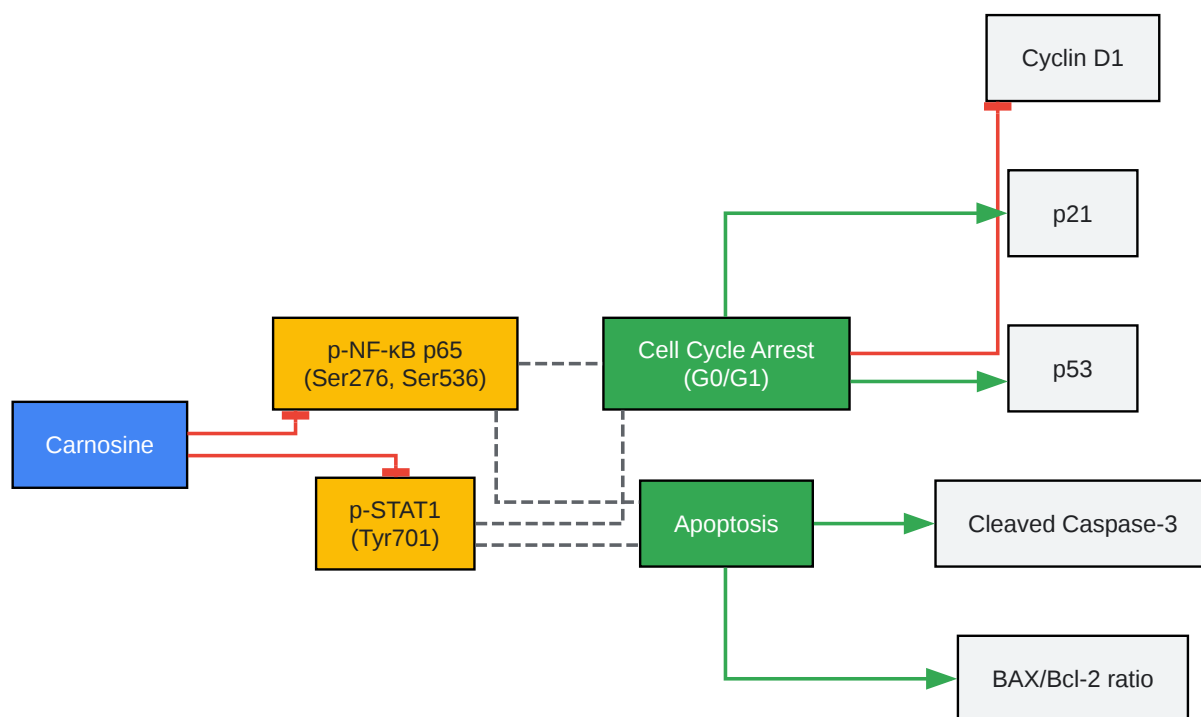 Cyclin D1
p21
p-NF-κB p65
(Ser276, Ser536)
Cell Cycle Arrest
(G0/G1)
p53
Carnosine
p-STAT1
(Tyr701)
Apoptosis
Cleaved Caspase-3
BAX/Bcl-2 ratio